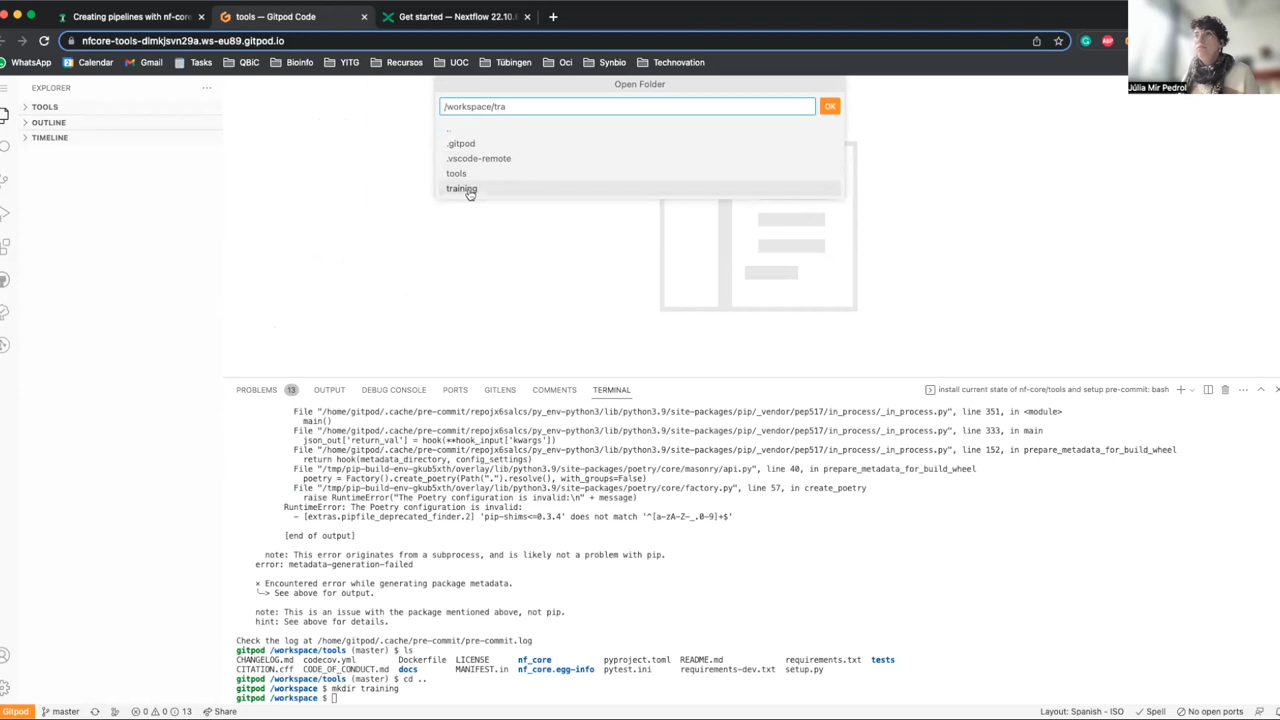 Creating pipelines with nf-core
tools — Gitpod Code
Get started — Nextflow 22.10.6
nfcore-tools-dlmkjsvn29a.ws-eu89.gitpod.io
WhatsApp
Calendar
Gmail
Tasks
QBiC
Bioinfo
YITG
Recursos
UOC
Tübingen
Oci
Synbio
Technovation
Júlia Mir Pedrol
EXPLORER
TOOLS
OUTLINE
TIMELINE
Open Folder
/workspace/tra
OK
..
.gitpod
.vscode-remote
tools
training
PROBLEMS 13
OUTPUT
DEBUG CONSOLE
PORTS
GITLENS
COMMENTS
TERMINAL
install current state of nf-core/tools and setup pre-commit: bash
File "/home/gitpod/.cache/pre-commit/repojx6salcs/py_env-python3/lib/python3.9/site-packages/pip/_vendor/pep517/in_process/_in_process.py", line 351, in <module>
main()
File "/home/gitpod/.cache/pre-commit/repojx6salcs/py_env-python3/lib/python3.9/site-packages/pip/_vendor/pep517/in_process/_in_process.py", line 333, in main
json_out['return_val'] = hook(**hook_input['kwargs'])
File "/home/gitpod/.cache/pre-commit/repojx6salcs/py_env-python3/lib/python3.9/site-packages/pip/_vendor/pep517/in_process/_in_process.py", line 152, in prepare_metadata_for_build_wheel
return hook(metadata_directory, config_settings)
File "/tmp/pip-build-env-gkub5xth/overlay/lib/python3.9/site-packages/poetry/core/masonry/api.py", line 40, in prepare_metadata_for_build_wheel
poetry = Factory().create_poetry(Path(".").resolve(), with_groups=False)
File "/tmp/pip-build-env-gkub5xth/overlay/lib/python3.9/site-packages/poetry/core/factory.py", line 57, in create_poetry
raise RuntimeError("The Poetry configuration is invalid:\n" + message)
RuntimeError: The Poetry configuration is invalid:
- [extras.pipfile_deprecated_finder.2] 'pip-shims<=0.3.4' does not match '^[a-zA-Z-_.0-9]+$'
[end of output]
note: This error originates from a subprocess, and is likely not a problem with pip.
error: metadata-generation-failed
× Encountered error while generating package metadata.
╰─> See above for output.
note: This is an issue with the package mentioned above, not pip.
hint: See above for details.
Check the log at /home/gitpod/.cache/pre-commit/pre-commit.log
gitpod /workspace/tools (master) $ ls
CHANGELOG.md codecov.yml Dockerfile LICENSE nf_core pyproject.toml README.md requirements.txt tests
CITATION.cff CODE_OF_CONDUCT.md docs MANIFEST.in nf_core.egg-info pytest.ini requirements-dev.txt setup.py
gitpod /workspace/tools (master) $ cd ..
gitpod /workspace $ mkdir training
gitpod /workspace $
Gitpod
master
0 0 13
Share
Layout: Spanish - ISO
Spell
No open ports